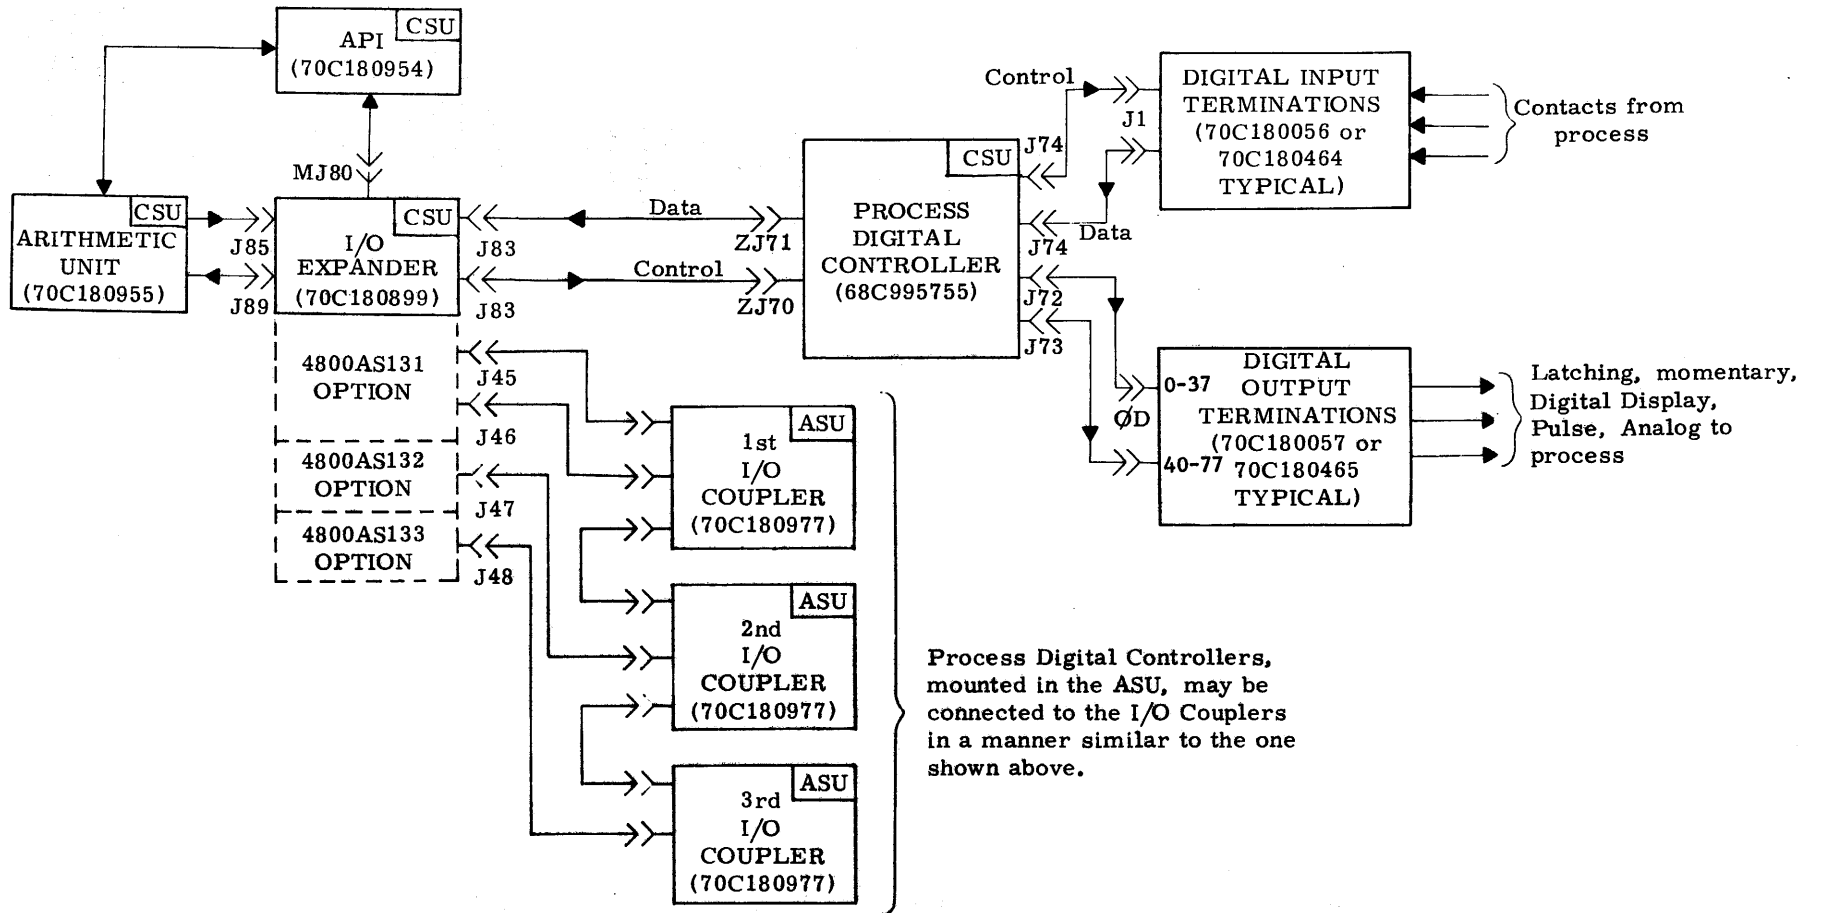 CSU
API
(70C180954)
MJ80
CSU
ARITHMETIC
UNIT
(70C180955)
J85
J89
CSU
I/O
EXPANDER
(70C180899)
J83
Data
ZJ71
J83
Control
ZJ70
CSU
PROCESS
DIGITAL
CONTROLLER
(68C995755)
J74
Control
J1
J74
Data
J72
J73
DIGITAL INPUT
TERMINATIONS
(70C180056 or
70C180464
TYPICAL)
Contacts from
process
0-37
ØD
40-77
DIGITAL
OUTPUT
TERMINATIONS
(70C180057 or
70C180465
TYPICAL)
Latching, momentary,
Digital Display,
Pulse, Analog to
process
4800AS131
OPTION
J45
J46
4800AS132
OPTION
J47
4800AS133
OPTION
J48
ASU
1st
I/O
COUPLER
(70C180977)
ASU
2nd
I/O
COUPLER
(70C180977)
ASU
3rd
I/O
COUPLER
(70C180977)
Process Digital Controllers,
mounted in the ASU, may be
connected to the I/O Couplers
in a manner similar to the one
shown above.